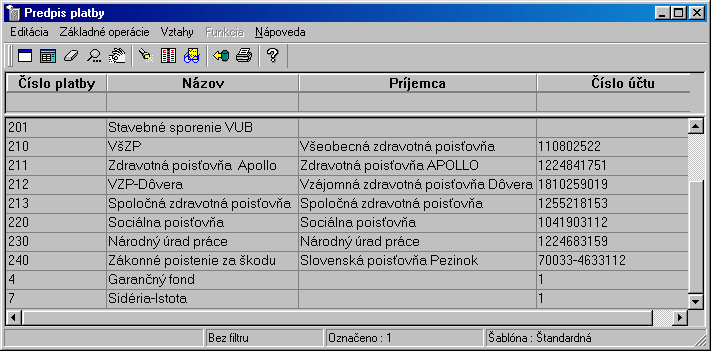 Predpis platby
Editácia Základné operácie Vzťahy Funkcia Nápoveda
Číslo platby Názov Príjemca Číslo účtu
201 Stavebné sporenie VUB
210 VšZP Všeobecná zdravotná poisťovňa 110802522
211 Zdravotná poisťovňa Apollo Zdravotná poisťovňa APOLLO 1224841751
212 VZP-Dôvera Vzájomná zdravotná poisťovňa Dôvera 1810259019
213 Spoločná zdravotná poisťovňa Spoločná zdravotná poisťovňa 1255218153
220 Sociálna poisťovňa Sociálna poisťovňa 1041903112
230 Národný úrad práce Národný úrad práce 1224683159
240 Zákonné poistenie za škodu Slovenská poisťovňa Pezinok 70033-4633112
4 Garančný fond 1
7 Sidéria-Istota 1
Bez filtru Označeno : 1 Šablóna : Štandardná